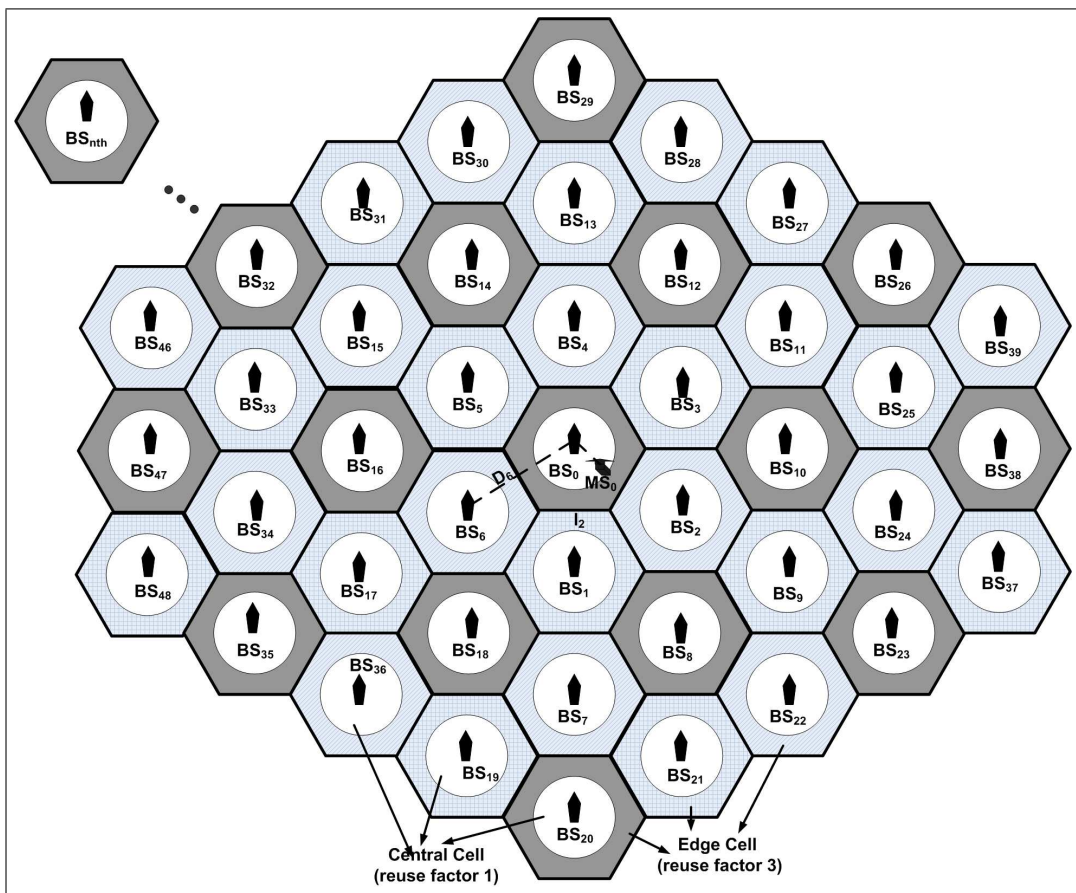 BS29
BSnth
BS30
BS28
BS31
BS13
BS27
BS32
BS14
BS12
BS26
BS46
BS15
BS4
BS11
BS39
BS33
BS5
BS3
BS25
BS47
BS16
D6
BS0
MS0
BS10
BS38
BS34
BS6
I2
BS2
BS24
BS48
BS17
BS1
BS9
BS37
BS35
BS36
BS18
BS8
BS23
BS7
BS22
BS19
BS21
BS20
Central Cell
(reuse factor 1)
Edge Cell
(reuse factor 3)